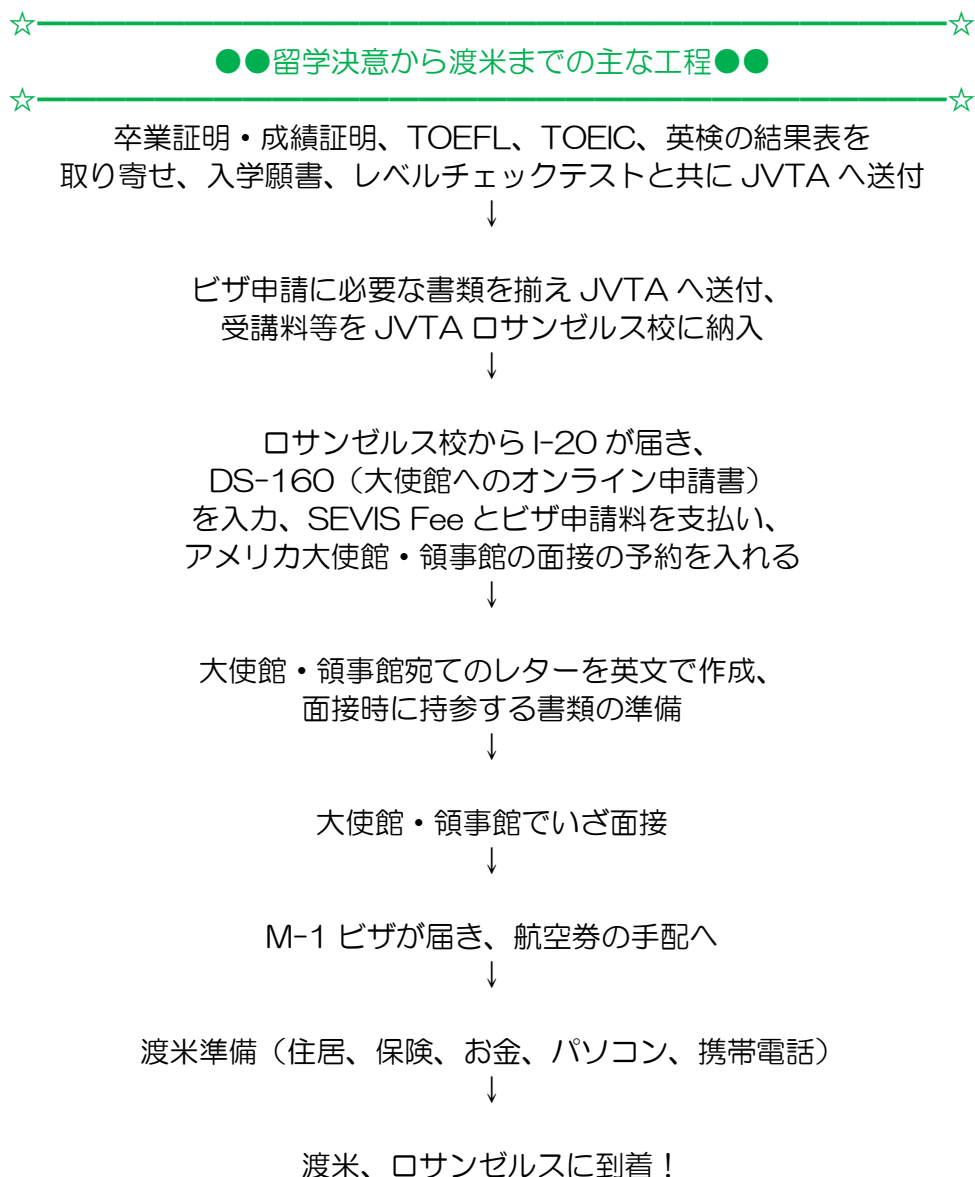 ●●留学決意から渡米までの主な工程●●
卒業証明・成績証明、TOEFL、TOEIC、英検の結果表を
取り寄せ、入学願書、レベルチェックテストと共に JVTA へ送付
↓
ビザ申請に必要な書類を揃え JVTA へ送付、
受講料等を JVTA ロサンゼルス校に納入
↓
ロサンゼルス校から I-20 が届き、
DS-160（大使館へのオンライン申請書）
を入力、SEVIS Fee とビザ申請料を支払い、
アメリカ大使館・領事館の面接の予約を入れる
↓
大使館・領事館宛てのレターを英文で作成、
面接時に持参する書類の準備
↓
大使館・領事館でいざ面接
↓
M-1 ビザが届き、航空券の手配へ
↓
渡米準備（住居、保険、お金、パソコン、携帯電話）
↓
渡米、ロサンゼルスに到着！